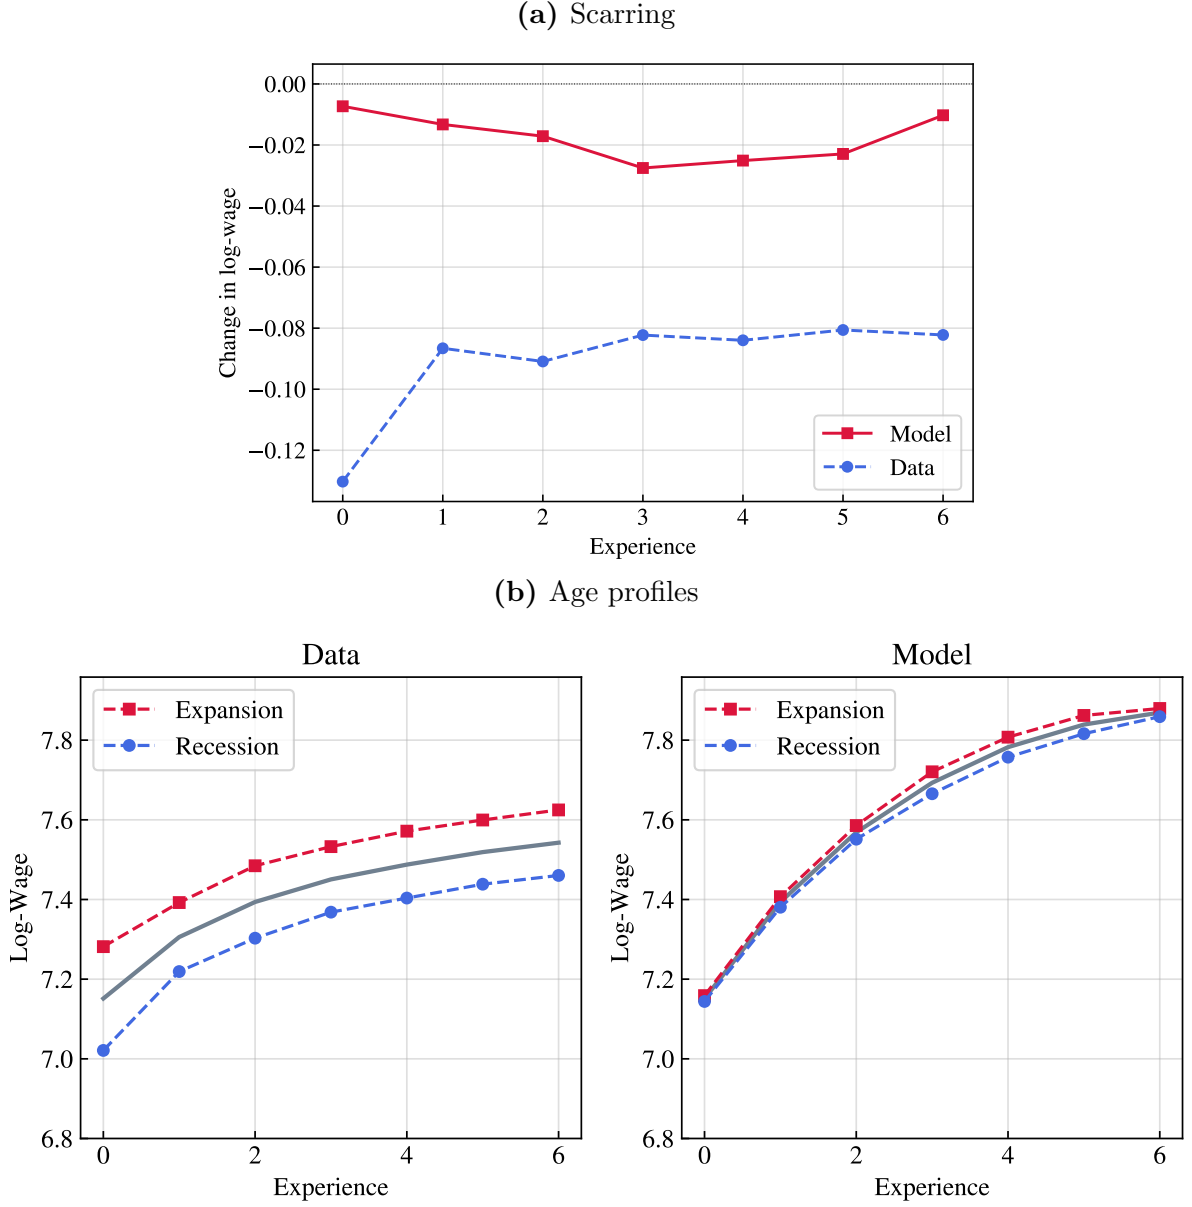 (a) Scarring
0.00
−0.02
−0.04
−0.06
−0.08
−0.10
−0.12
Change in log-wage
Model
Data
0 1 2 3 4 5 6
Experience
(b) Age profiles
Data
Expansion
Recession
7.8
7.6
7.4
7.2
7.0
6.8
Log-Wage
0 2 4 6
Experience
Model
Expansion
Recession
7.8
7.6
7.4
7.2
7.0
6.8
Log-Wage
0 2 4 6
Experience